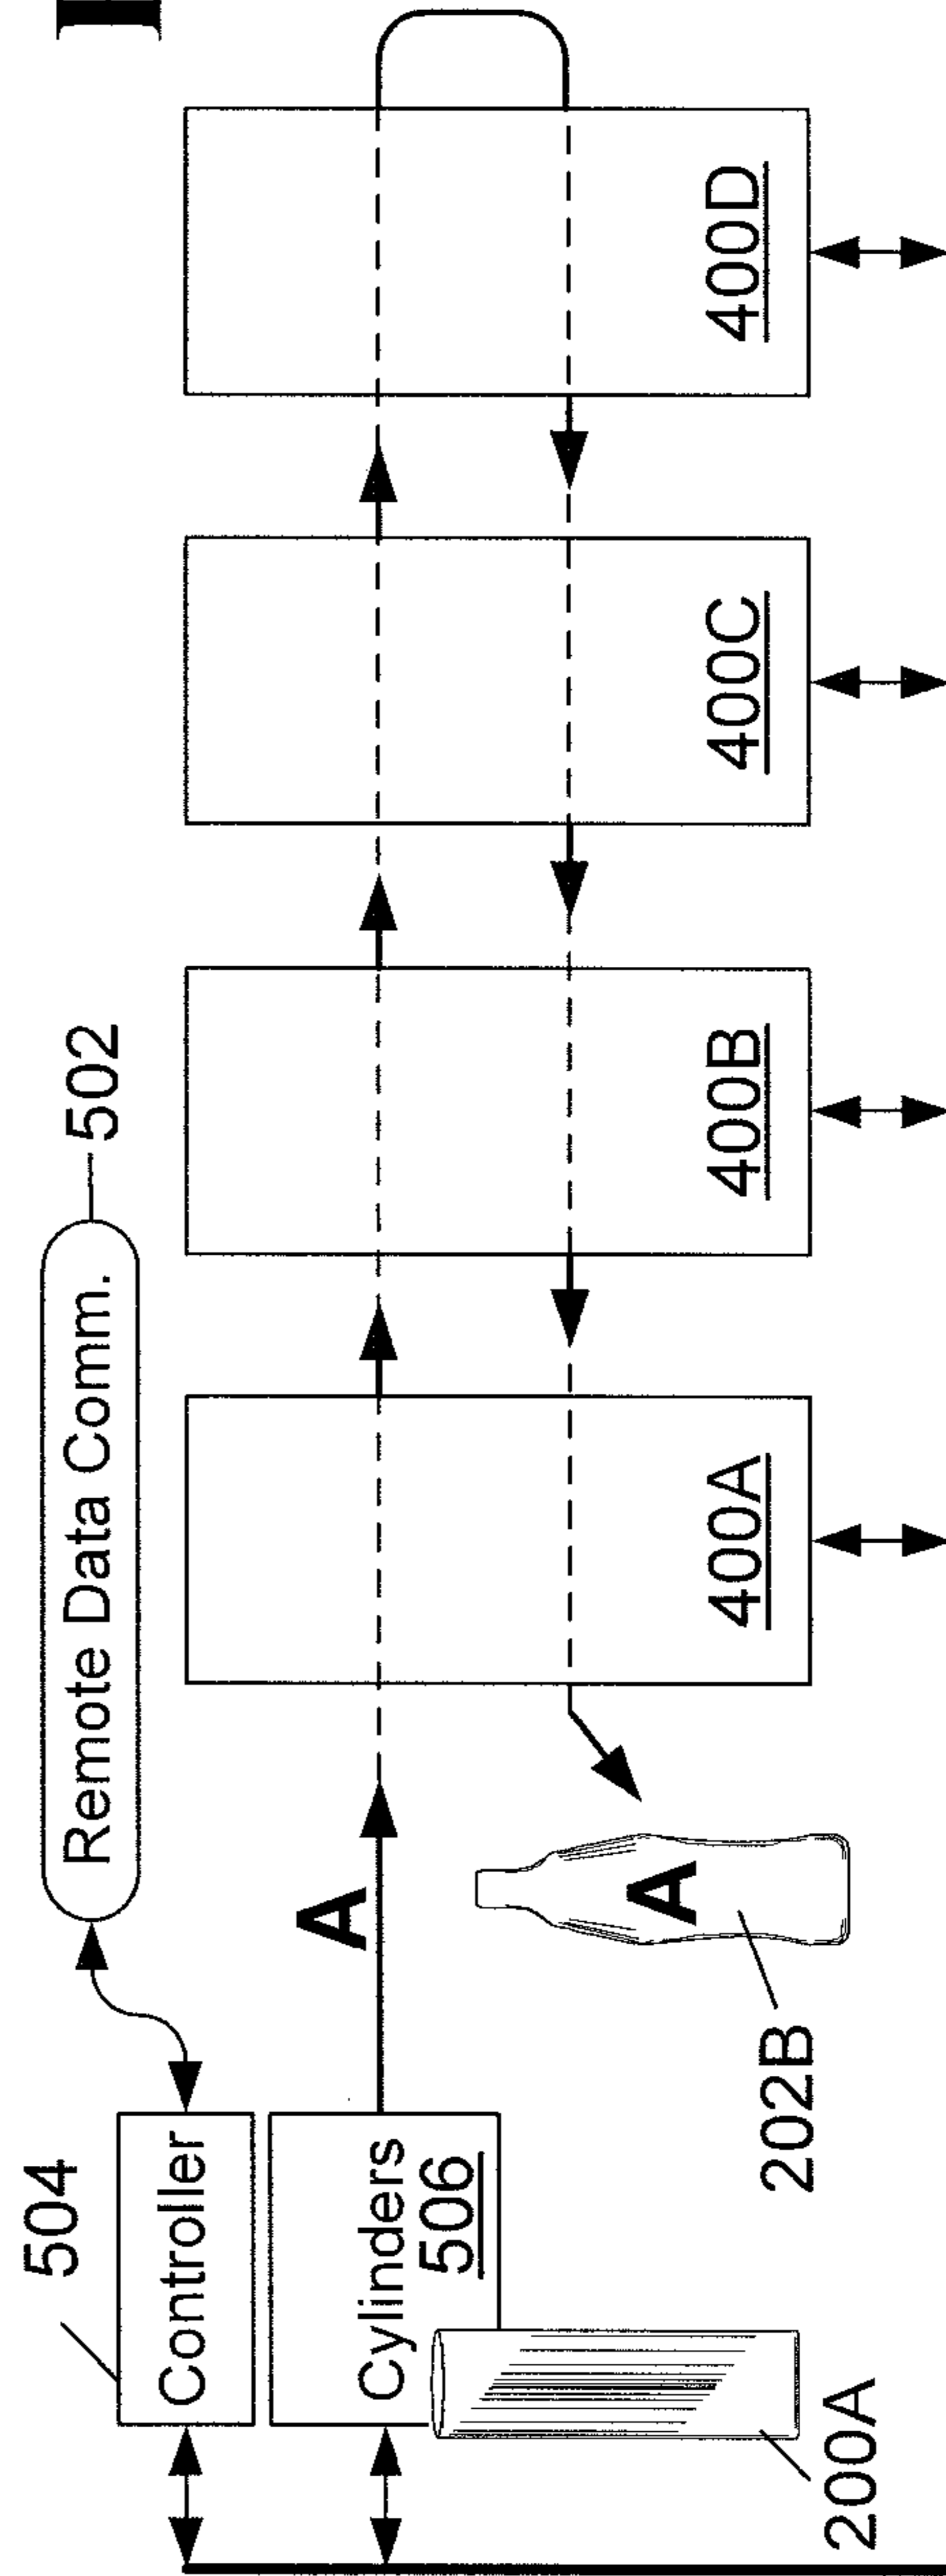 504
Remote Data Comm.
502
Controller
A
Cylinders
506
A
400A
400B
400C
400D
202B
200A